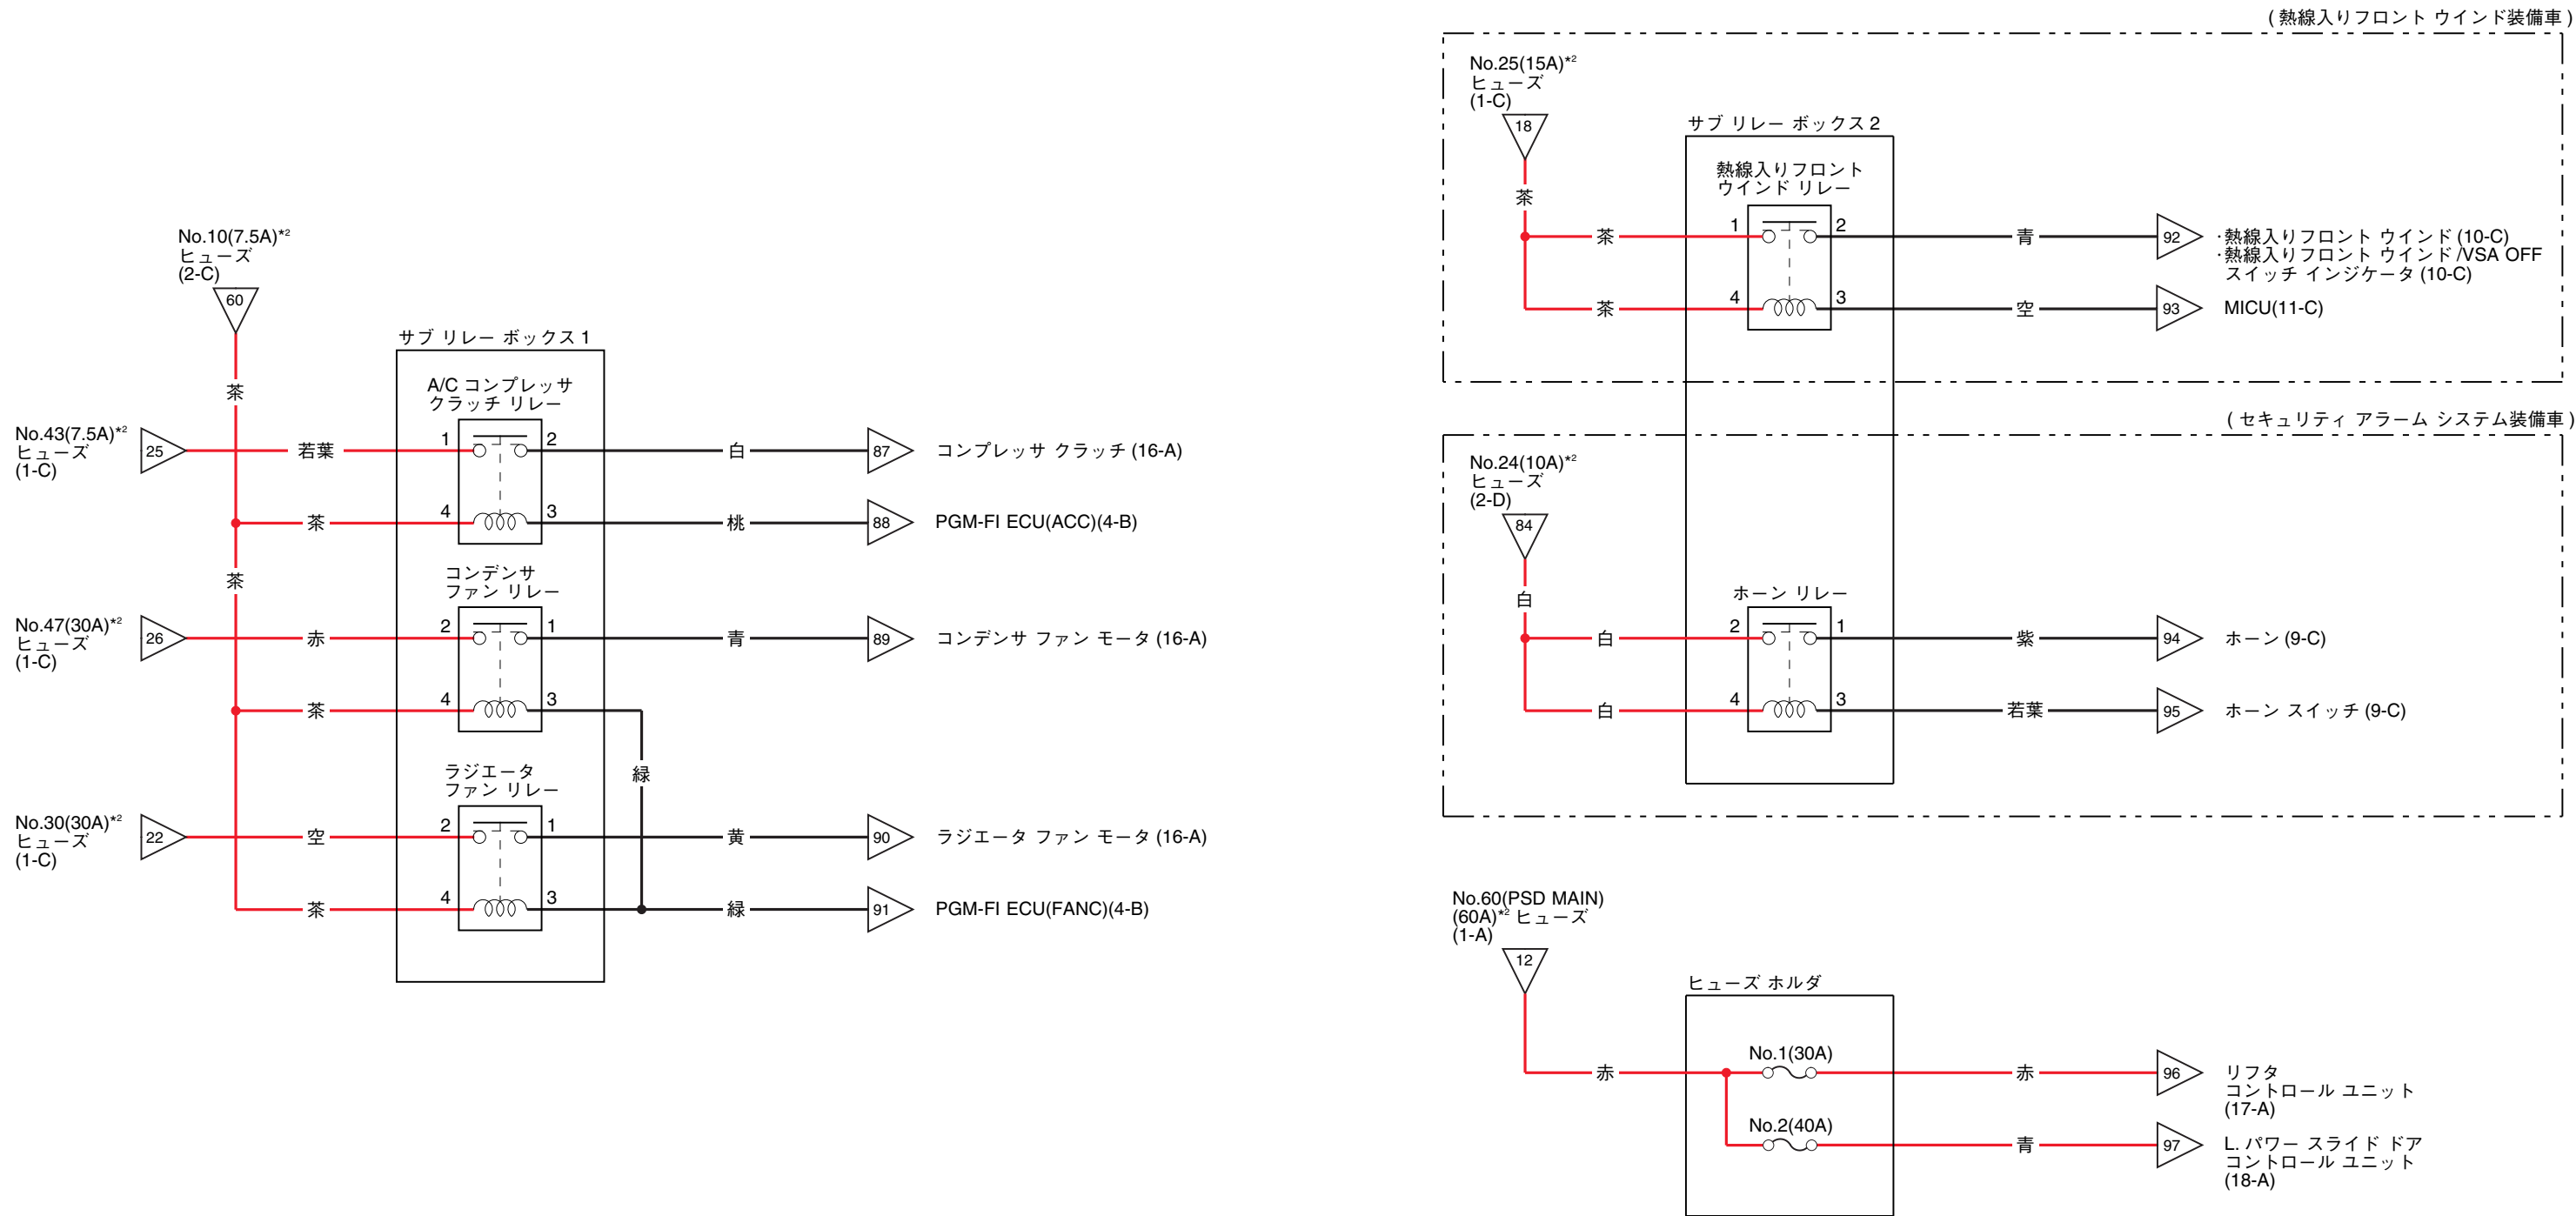 No.10(7.5A)*2
ヒューズ
(2-C)
60
茶
サブ リレー ボックス 1
A/C コンプレッサ
クラッチ リレー
No.43(7.5A)*2
ヒューズ
(1-C)
25
若葉
1
2
白
87
コンプレッサ クラッチ (16-A)
茶
4
3
桃
88
PGM-FI ECU(ACC)(4-B)
茶
コンデンサ
ファン リレー
No.47(30A)*2
ヒューズ
(1-C)
26
赤
2
1
青
89
コンデンサ ファン モータ (16-A)
茶
4
3
緑
ラジエータ
ファン リレー
No.30(30A)*2
ヒューズ
(1-C)
22
空
2
1
黄
90
ラジエータ ファン モータ (16-A)
茶
4
3
緑
91
PGM-FI ECU(FANC)(4-B)
( 熱線入りフロント ウインド装備車 )
No.25(15A)*2
ヒューズ
(1-C)
18
茶
サブ リレー ボックス 2
熱線入りフロント
ウインド リレー
茶
1
2
青
92
・熱線入りフロント ウインド (10-C)
・熱線入りフロント ウインド /VSA OFF
スイッチ インジケータ (10-C)
茶
4
3
空
93
MICU(11-C)
( セキュリティ アラーム システム装備車 )
No.24(10A)*2
ヒューズ
(2-D)
84
白
ホーン リレー
白
2
1
紫
94
ホーン (9-C)
白
4
3
若葉
95
ホーン スイッチ (9-C)
No.60(PSD MAIN)
(60A)*2 ヒューズ
(1-A)
12
ヒューズ ホルダ
赤
No.1(30A)
赤
96
リフタ
コントロール ユニット
(17-A)
No.2(40A)
青
97
L. パワー スライド ドア
コントロール ユニット
(18-A)